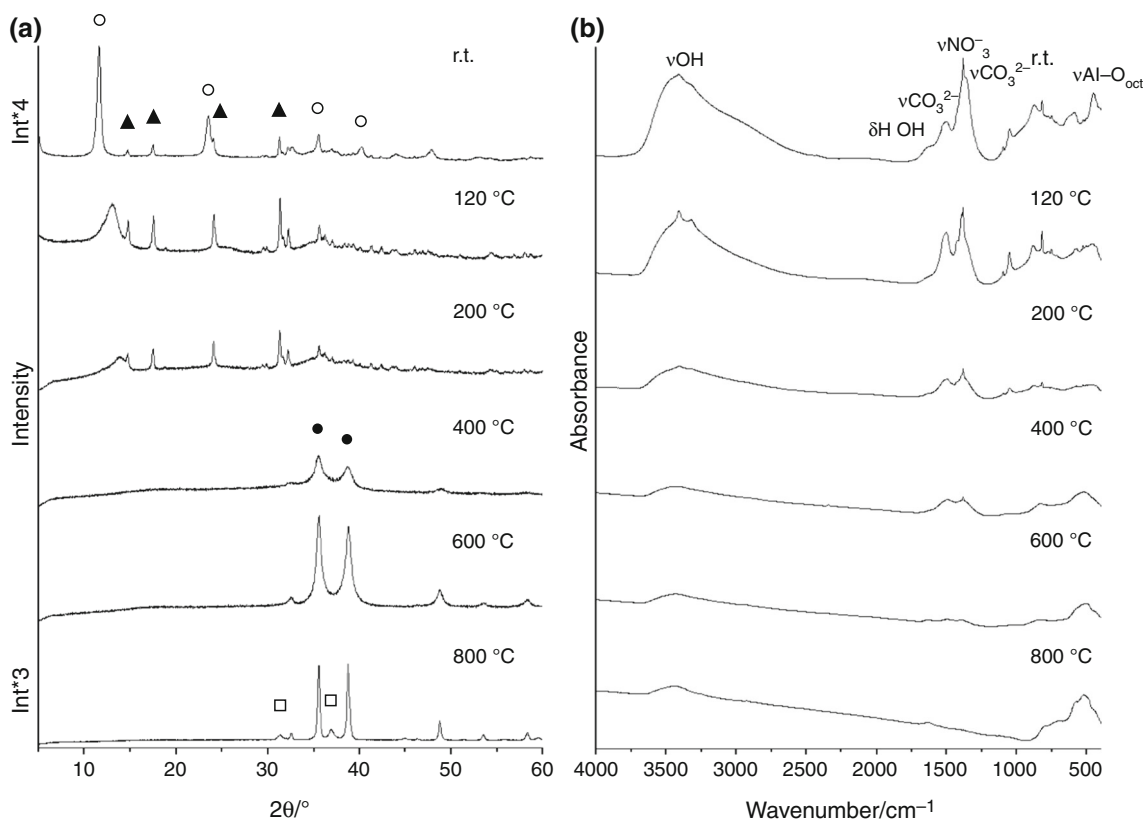 (a)
r.t.
120 °C
200 °C
400 °C
600 °C
800 °C
Int*4
Intensity
Int*3
10 20 30 40 50 60
2θ/°
(b)
νOH
νNO⁻₃
νCO₃²⁻ r.t.
νCO₃²⁻
δH OH
νAl–Oₒct
120 °C
200 °C
400 °C
600 °C
800 °C
Absorbance
4000 3500 3000 2500 2000 1500 1000 500
Wavenumber/cm⁻¹